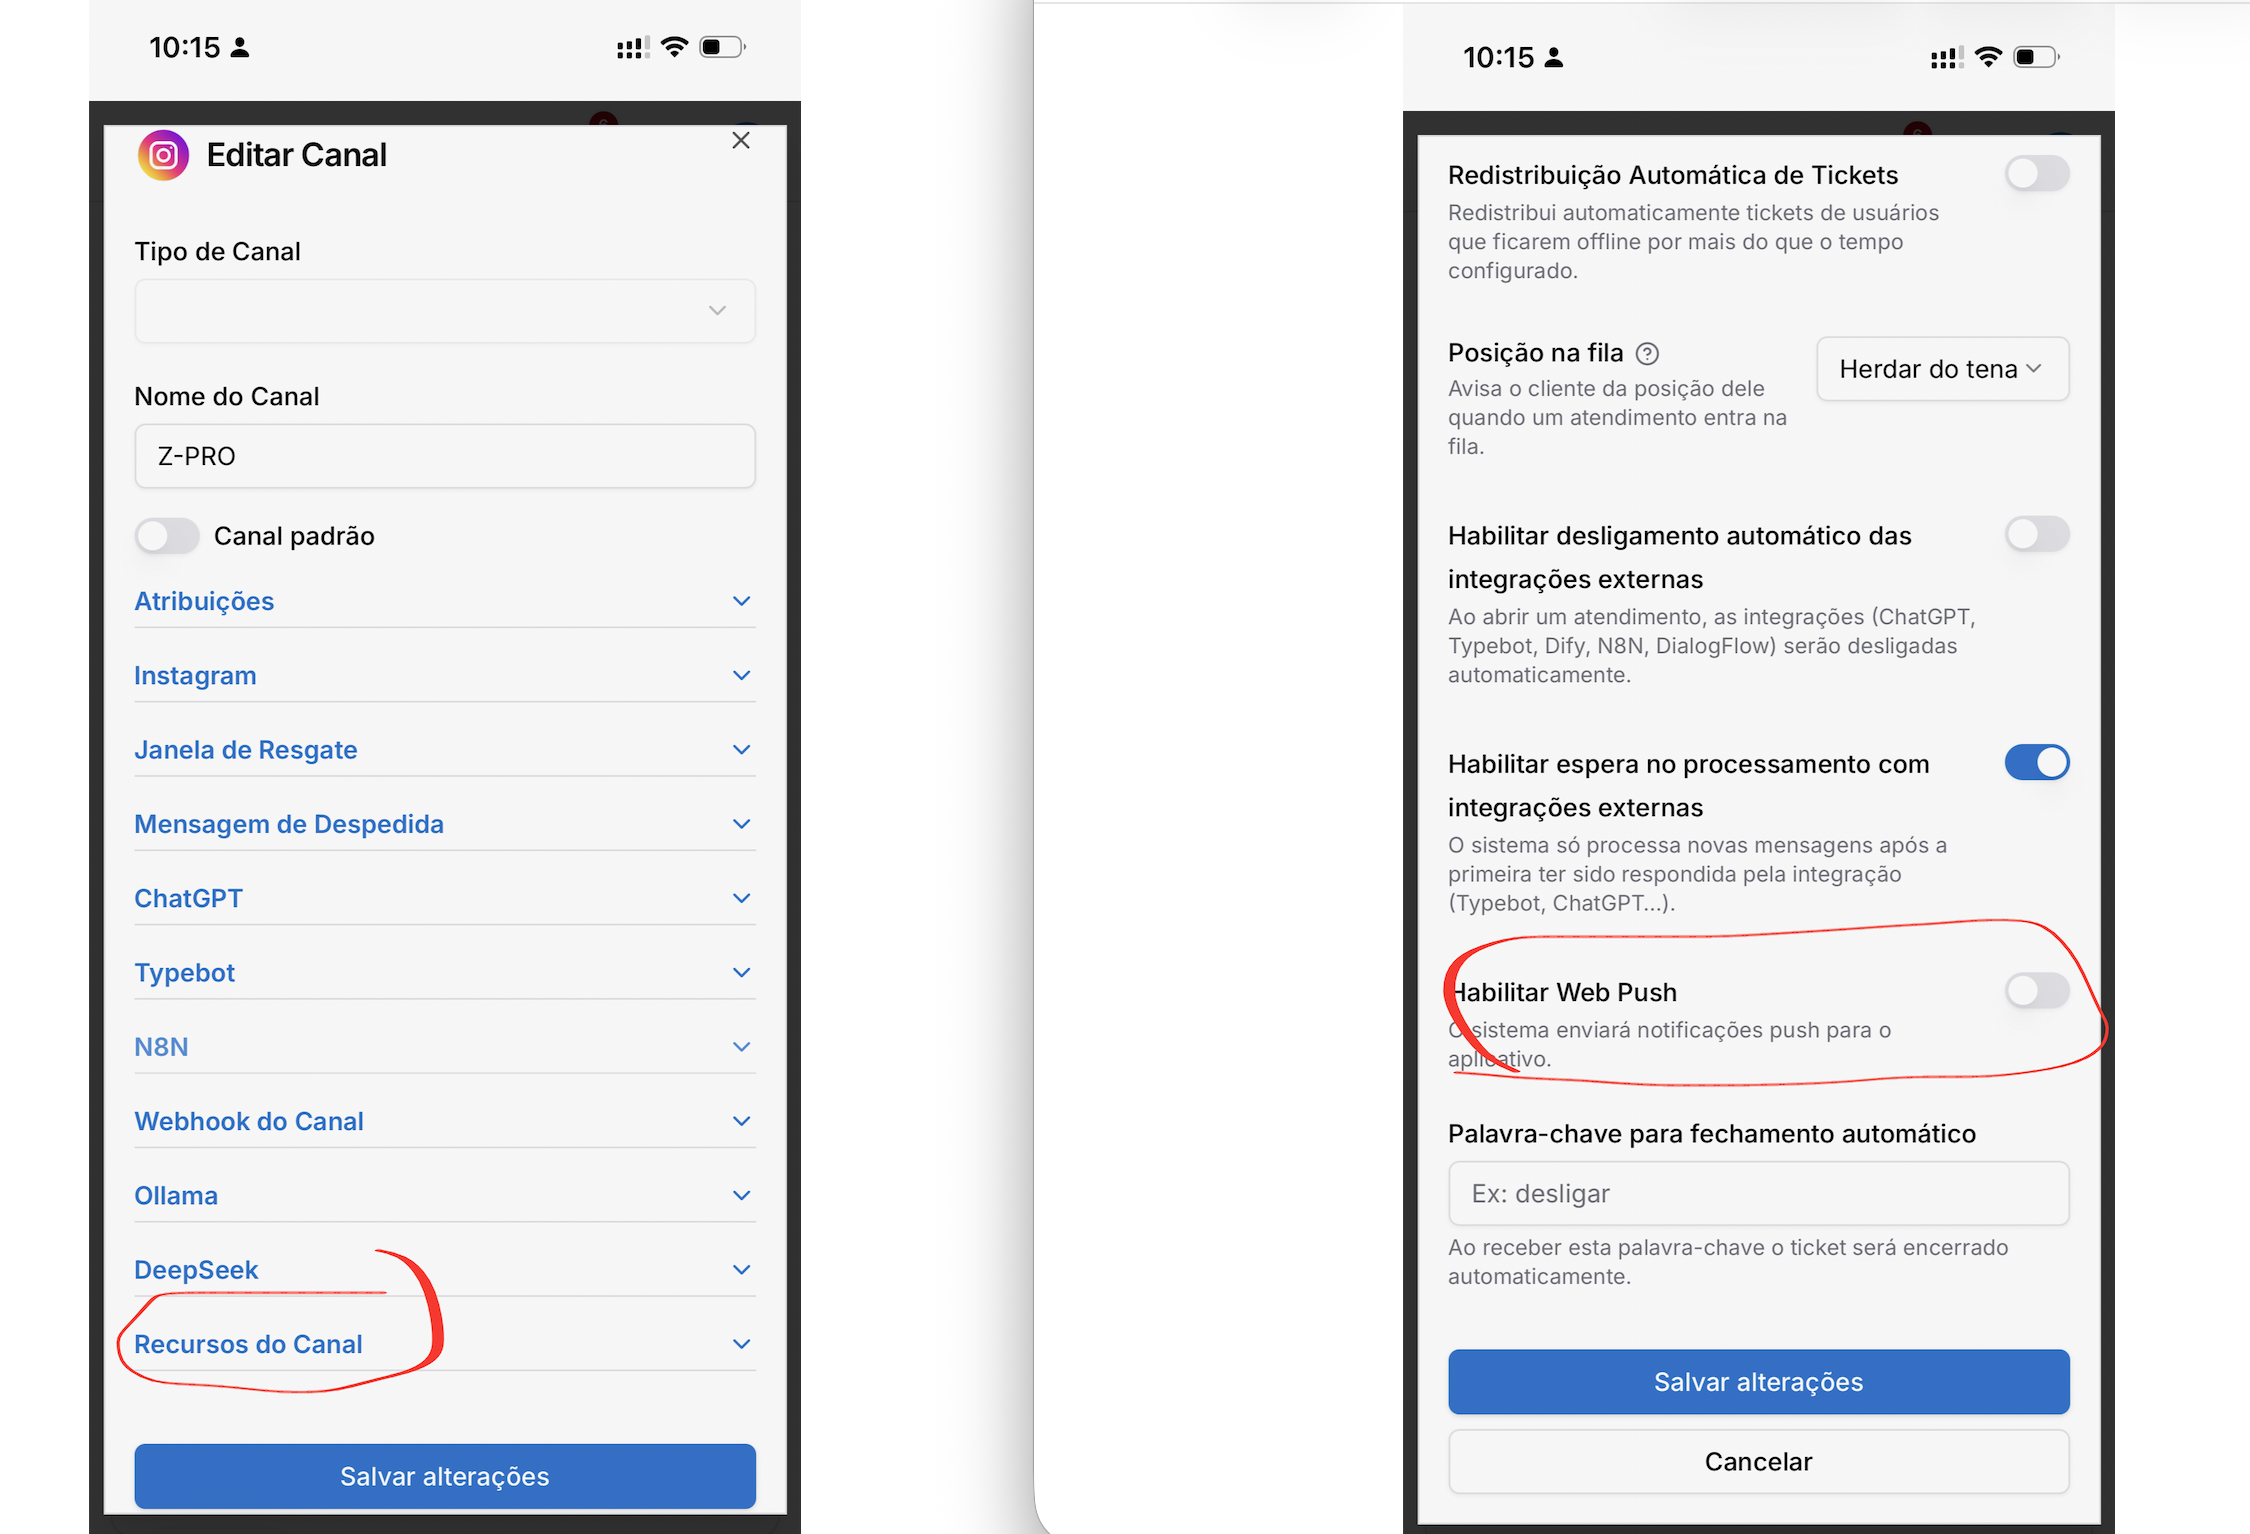 10:15
Editar Canal
Tipo de Canal
Nome do Canal
Z-PRO
Canal padrão
Atribuições
Instagram
Janela de Resgate
Mensagem de Despedida
ChatGPT
Typebot
N8N
Webhook do Canal
Ollama
DeepSeek
Recursos do Canal
Salvar alterações
10:15
Redistribuição Automática de Tickets
Redistribui automaticamente tickets de usuários
que ficarem offline por mais do que o tempo
configurado.
Posição na fila ?
Herdar do tena
Avisa o cliente da posição dele
quando um atendimento entra na
fila.
Habilitar desligamento automático das
integrações externas
Ao abrir um atendimento, as integrações (ChatGPT,
Typebot, Dify, N8N, DialogFlow) serão desligadas
automaticamente.
Habilitar espera no processamento com
integrações externas
O sistema só processa novas mensagens após a
primeira ter sido respondida pela integração
(Typebot, ChatGPT...).
Habilitar Web Push
O sistema enviará notificações push para o
aplicativo.
Palavra-chave para fechamento automático
Ex: desligar
Ao receber esta palavra-chave o ticket será encerrado
automaticamente.
Salvar alterações
Cancelar